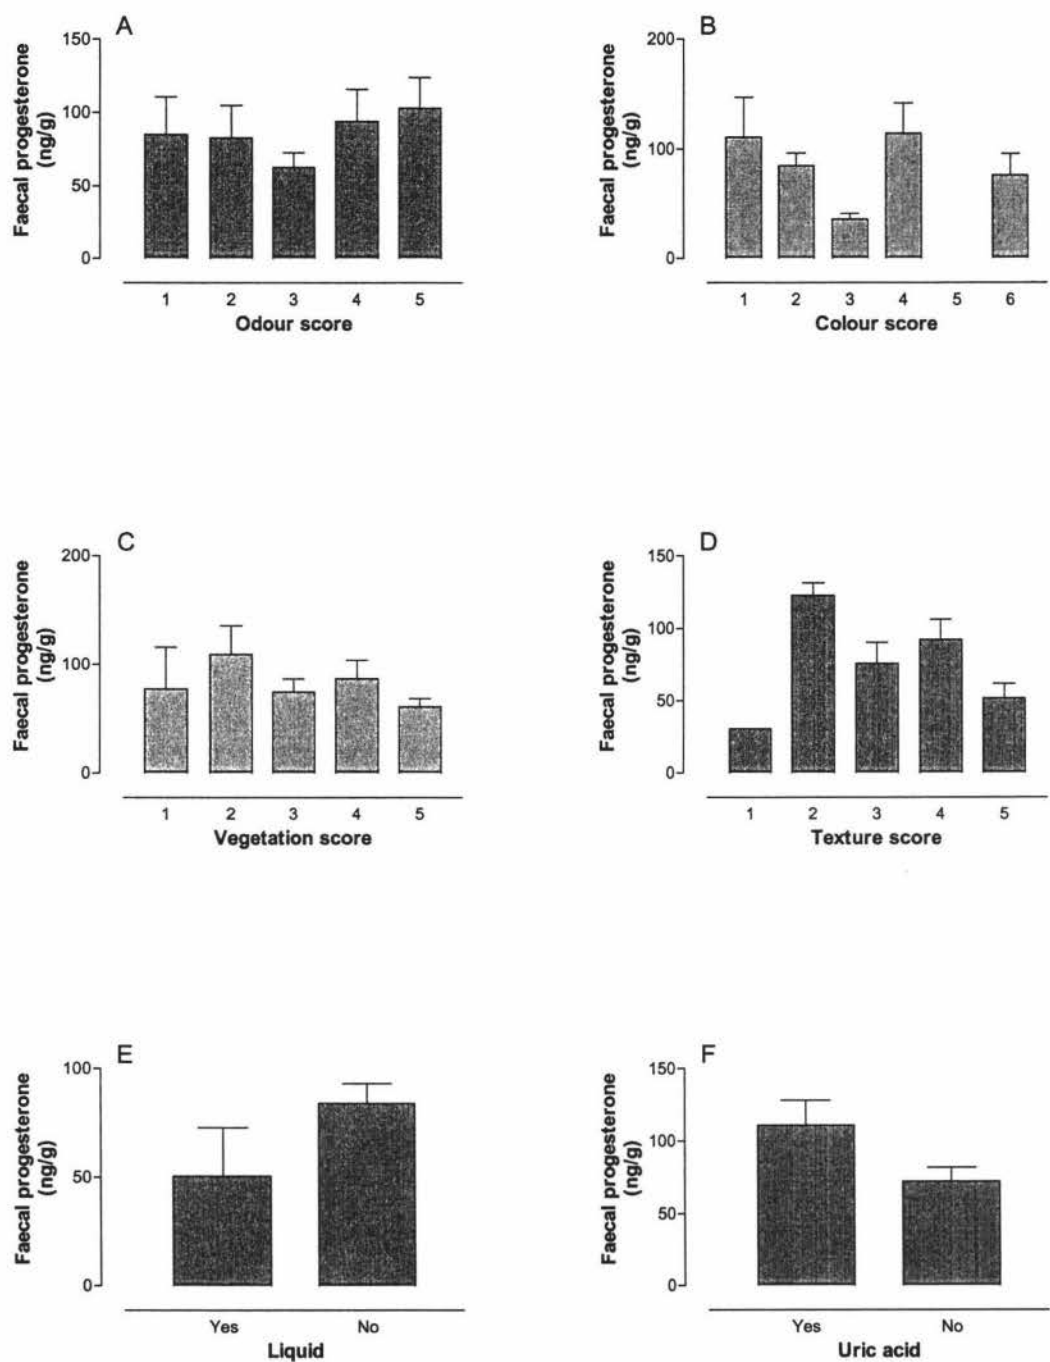 A
Faecal progesterone
(ng/g)
150
100
50
0
1 2 3 4 5
Odour score
B
Faecal progesterone
(ng/g)
200
100
0
1 2 3 4 5 6
Colour score
C
Faecal progesterone
(ng/g)
200
100
0
1 2 3 4 5
Vegetation score
D
Faecal progesterone
(ng/g)
150
100
50
0
1 2 3 4 5
Texture score
E
Faecal progesterone
(ng/g)
100
50
0
Yes No
Liquid
F
Faecal progesterone
(ng/g)
150
100
50
0
Yes No
Uric acid